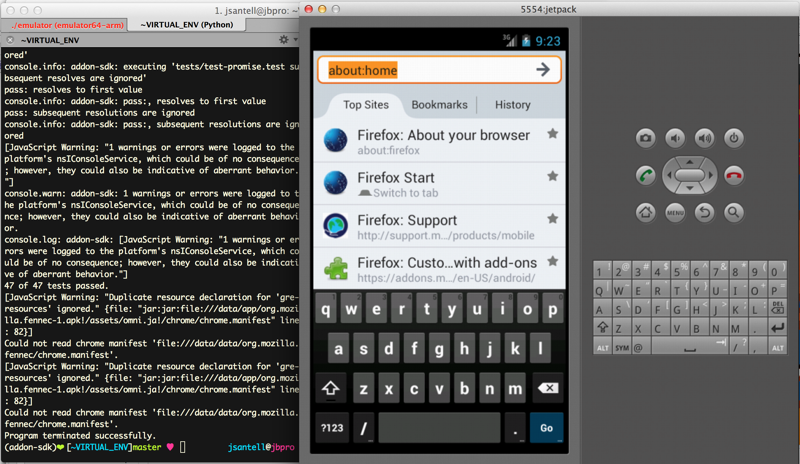 1. jsantell@jbpro: ~
./emulator (emulator64-arm)
~VIRTUAL_ENV (Python)
~VIRTUAL_ENV
ored'
console.info: addon-sdk: executing 'tests/test-promise.test su
bsequent resolves are ignored'
pass: resolves to first value
console.info: addon-sdk: pass:, resolves to first value
pass: subsequent resolutions are ignored
console.info: addon-sdk: pass:, subsequent resolutions are ign
ored
[JavaScript Warning: "1 warnings or errors were logged to the
platform's nsIConsoleService, which could be of no consequence
; however, they could also be indicative of aberrant behavior.
"]
console.warn: addon-sdk: 1 warnings or errors were logged to t
he platform's nsIConsoleService, which could be of no conseque
nce; however, they could also be indicative of aberrant behavi
or.
console.log: addon-sdk: [JavaScript Warning: "1 warnings or er
rors were logged to the platform's nsIConsoleService, which co
uld be of no consequence; however, they could also be indicati
ve of aberrant behavior."]
47 of 47 tests passed.
[JavaScript Warning: "Duplicate resource declaration for 'gre-
resources' ignored." {file: "jar:jar:file:///data/app/org.mozi
lla.fennec-1.apk!/assets/omni.ja!/chrome/chrome.manifest" line
: 82}]
Could not read chrome manifest 'file:///data/data/org.mozilla.
fennec/chrome.manifest'.
[JavaScript Warning: "Duplicate resource declaration for 'gre-
resources' ignored." {file: "jar:jar:file:///data/app/org.mozi
lla.fennec-1.apk!/assets/omni.ja!/chrome/chrome.manifest" line
: 82}]
Could not read chrome manifest 'file:///data/data/org.mozilla.
fennec/chrome.manifest'.
Program terminated successfully.
(addon-sdk)❤[~VIRTUAL_ENV]master ♥ jsantell@jbpro
5554:jetpack
3G 9:23
about:home
Top Sites Bookmarks History
Firefox: About your browser
about:firefox
Firefox Start
Switch to tab
Firefox: Support
http://support.m…/products/mobile
Firefox: Custo…with add-ons
https://addons.m…/en-US/android/
q w e r t y u i o p
a s d f g h j k l
z x c v b n m
?123 / . Go
MENU
1 2 3 4 5 6 7 8 9 0
Q W E R T Y U I O P
A S D F G H J K L DEL
Z X C V B N M .
ALT SYM @ / ? , ALT